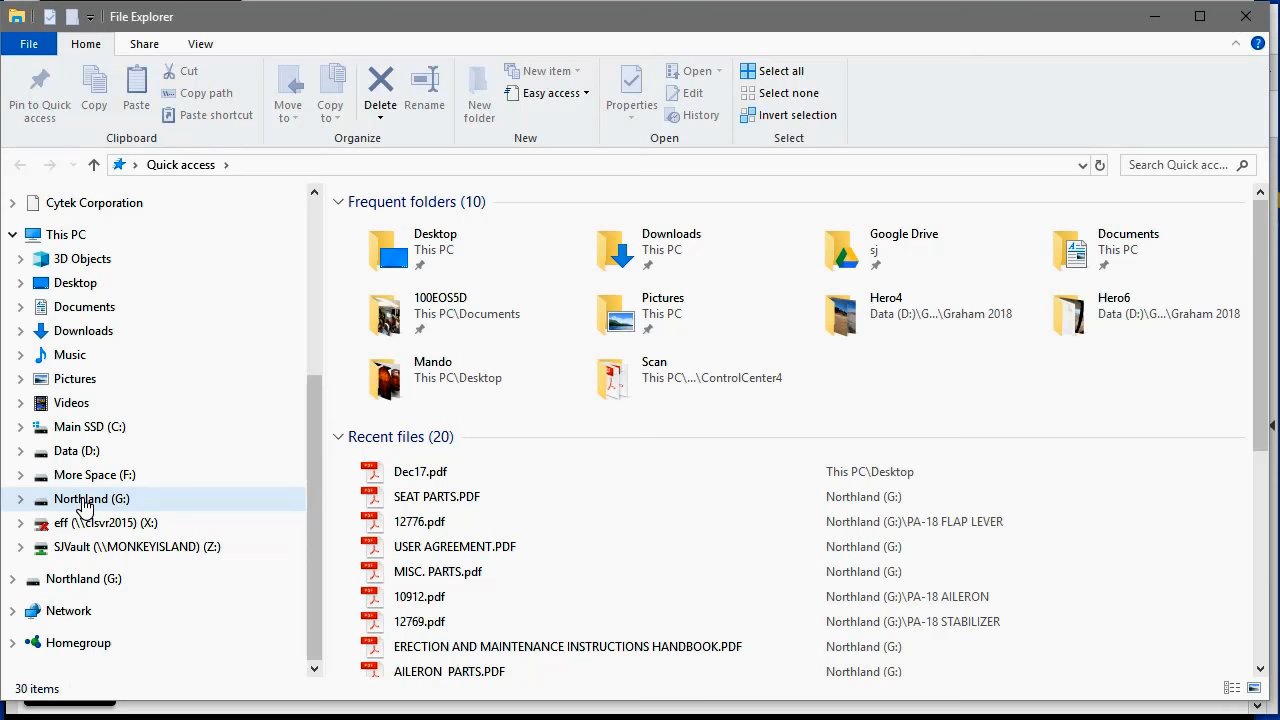 File Explorer
File
Home
Share
View
Pin to Quick access
Copy
Paste
Cut
Copy path
Paste shortcut
Clipboard
Move to
Copy to
Delete
Rename
Organize
New folder
New item
Easy access
New
Properties
Open
Edit
History
Open
Select all
Select none
Invert selection
Select
Quick access
Search Quick acc...
Cytek Corporation
This PC
3D Objects
Desktop
Documents
Downloads
Music
Pictures
Videos
Main SSD (C:)
Data (D:)
More Space (F:)
Northland (G:)
eff (\\clsvr2015) (X:)
SJVault (\\MONKEYISLAND) (Z:)
Northland (G:)
Network
Homegroup
Frequent folders (10)
Desktop
This PC
Downloads
This PC
Google Drive
sj
Documents
This PC
100EOS5D
This PC\Documents
Pictures
This PC
Hero4
Data (D:)\G...\Graham 2018
Hero6
Data (D:)\G...\Graham 2018
Mando
This PC\Desktop
Scan
This PC\...\ControlCenter4
Recent files (20)
Dec17.pdf This PC\Desktop
SEAT PARTS.PDF Northland (G:)
12776.pdf Northland (G:)\PA-18 FLAP LEVER
USER AGREEMENT.PDF Northland (G:)
MISC. PARTS.pdf Northland (G:)
10912.pdf Northland (G:)\PA-18 AILERON
12769.pdf Northland (G:)\PA-18 STABILIZER
ERECTION AND MAINTENANCE INSTRUCTIONS HANDBOOK.PDF Northland (G:)
AILERON PARTS.PDF Northland (G:)
30 items